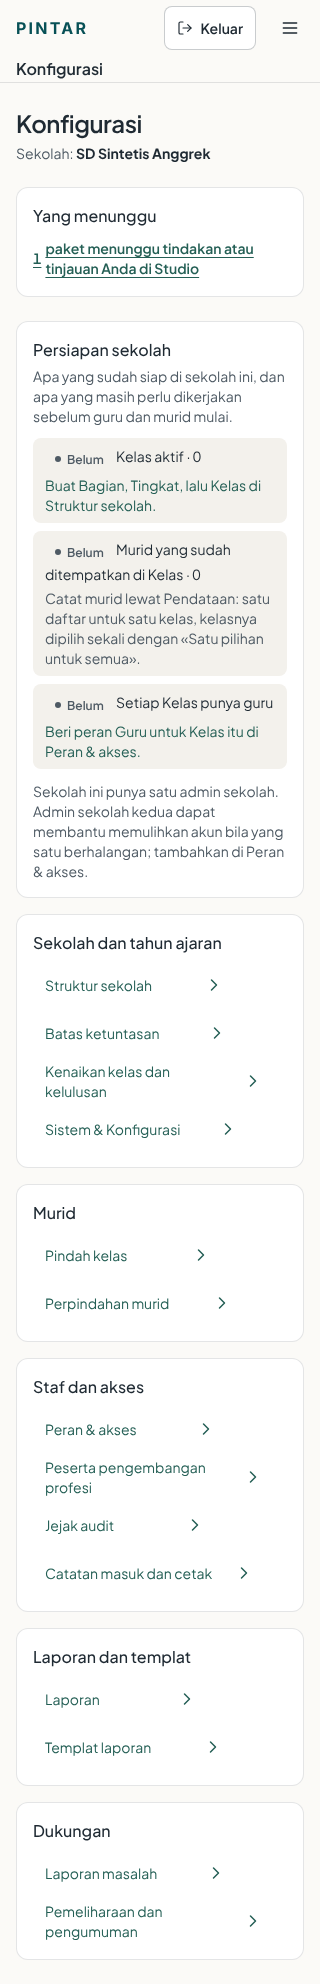 PINTAR
Keluar
Konfigurasi
Konfigurasi
Sekolah: SD Sintetis Anggrek
Yang menunggu
1 paket menunggu tindakan atau
tinjauan Anda di Studio
Persiapan sekolah
Apa yang sudah siap di sekolah ini, dan
apa yang masih perlu dikerjakan
sebelum guru dan murid mulai.
• Belum Kelas aktif · 0
Buat Bagian, Tingkat, lalu Kelas di
Struktur sekolah.
• Belum Murid yang sudah
ditempatkan di Kelas · 0
Catat murid lewat Pendataan: satu
daftar untuk satu kelas, kelasnya
dipilih sekali dengan «Satu pilihan
untuk semua».
• Belum Setiap Kelas punya guru
Beri peran Guru untuk Kelas itu di
Peran & akses.
Sekolah ini punya satu admin sekolah.
Admin sekolah kedua dapat
membantu memulihkan akun bila yang
satu berhalangan; tambahkan di Peran
& akses.
Sekolah dan tahun ajaran
Struktur sekolah
Batas ketuntasan
Kenaikan kelas dan
kelulusan
Sistem & Konfigurasi
Murid
Pindah kelas
Perpindahan murid
Staf dan akses
Peran & akses
Peserta pengembangan
profesi
Jejak audit
Catatan masuk dan cetak
Laporan dan templat
Laporan
Templat laporan
Dukungan
Laporan masalah
Pemeliharaan dan
pengumuman